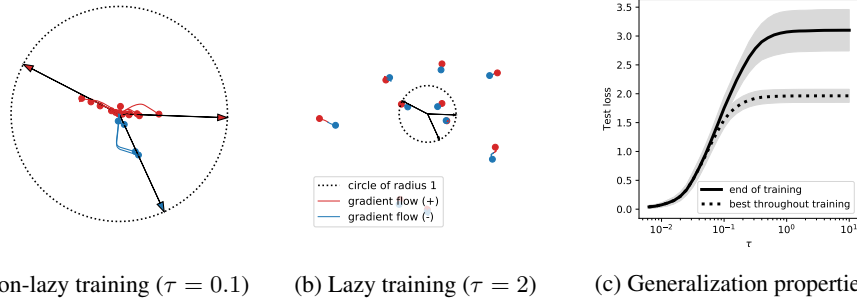 circle of radius 1
gradient flow (+)
gradient flow (-)
Test loss
3.5
3.0
2.5
2.0
1.5
1.0
0.5
0.0
end of training
best throughout training
10⁻² 10⁻¹ 10⁰ 10¹
τ
on-lazy training (τ = 0.1) (b) Lazy training (τ = 2) (c) Generalization propertie